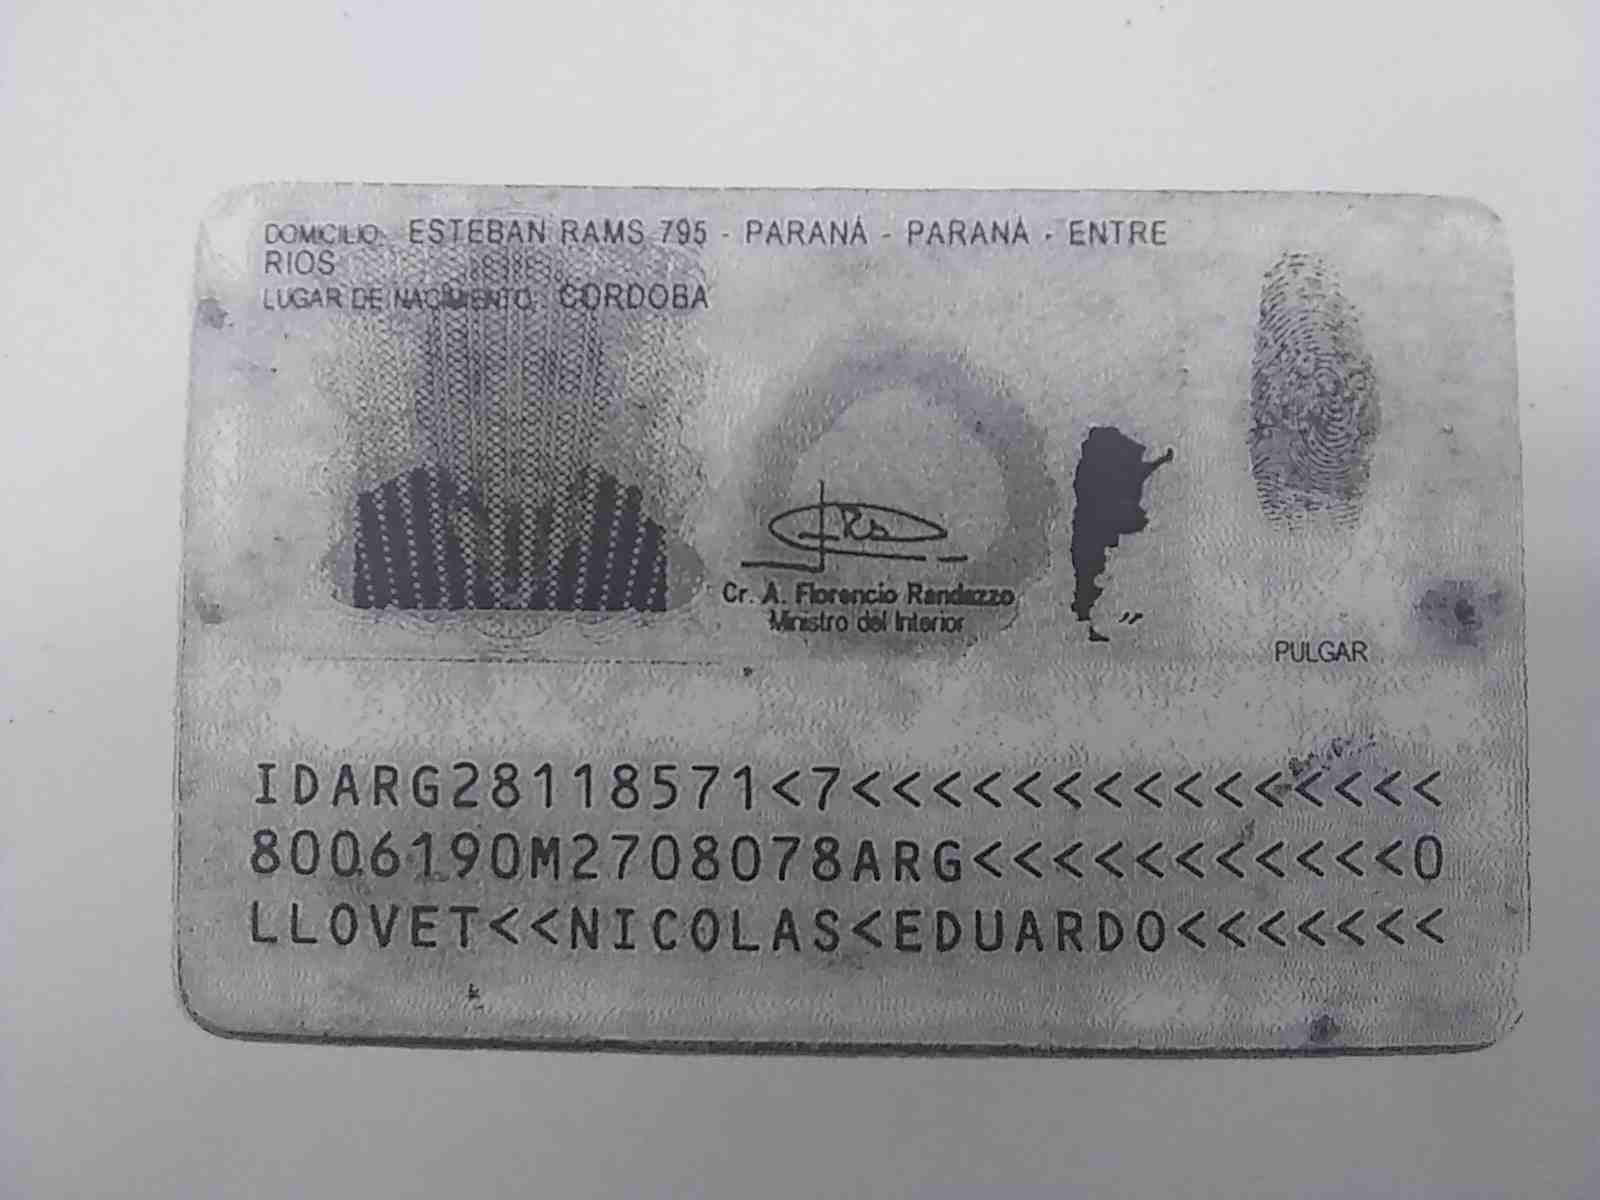 DOMICILIO: ESTEBAN RAMS 795 - PARANÁ - PARANÁ - ENTRE
RIOS
LUGAR DE NACIMIENTO: CORDOBA
Cr. A. Florencio Randazzo
Ministro del Interior
PULGAR
IDARG28118571<7<<<<<<<<<<<<<<<
8006190M2708078ARG<<<<<<<<<<<0
LLOVET<<NICOLAS<EDUARDO<<<<<<<